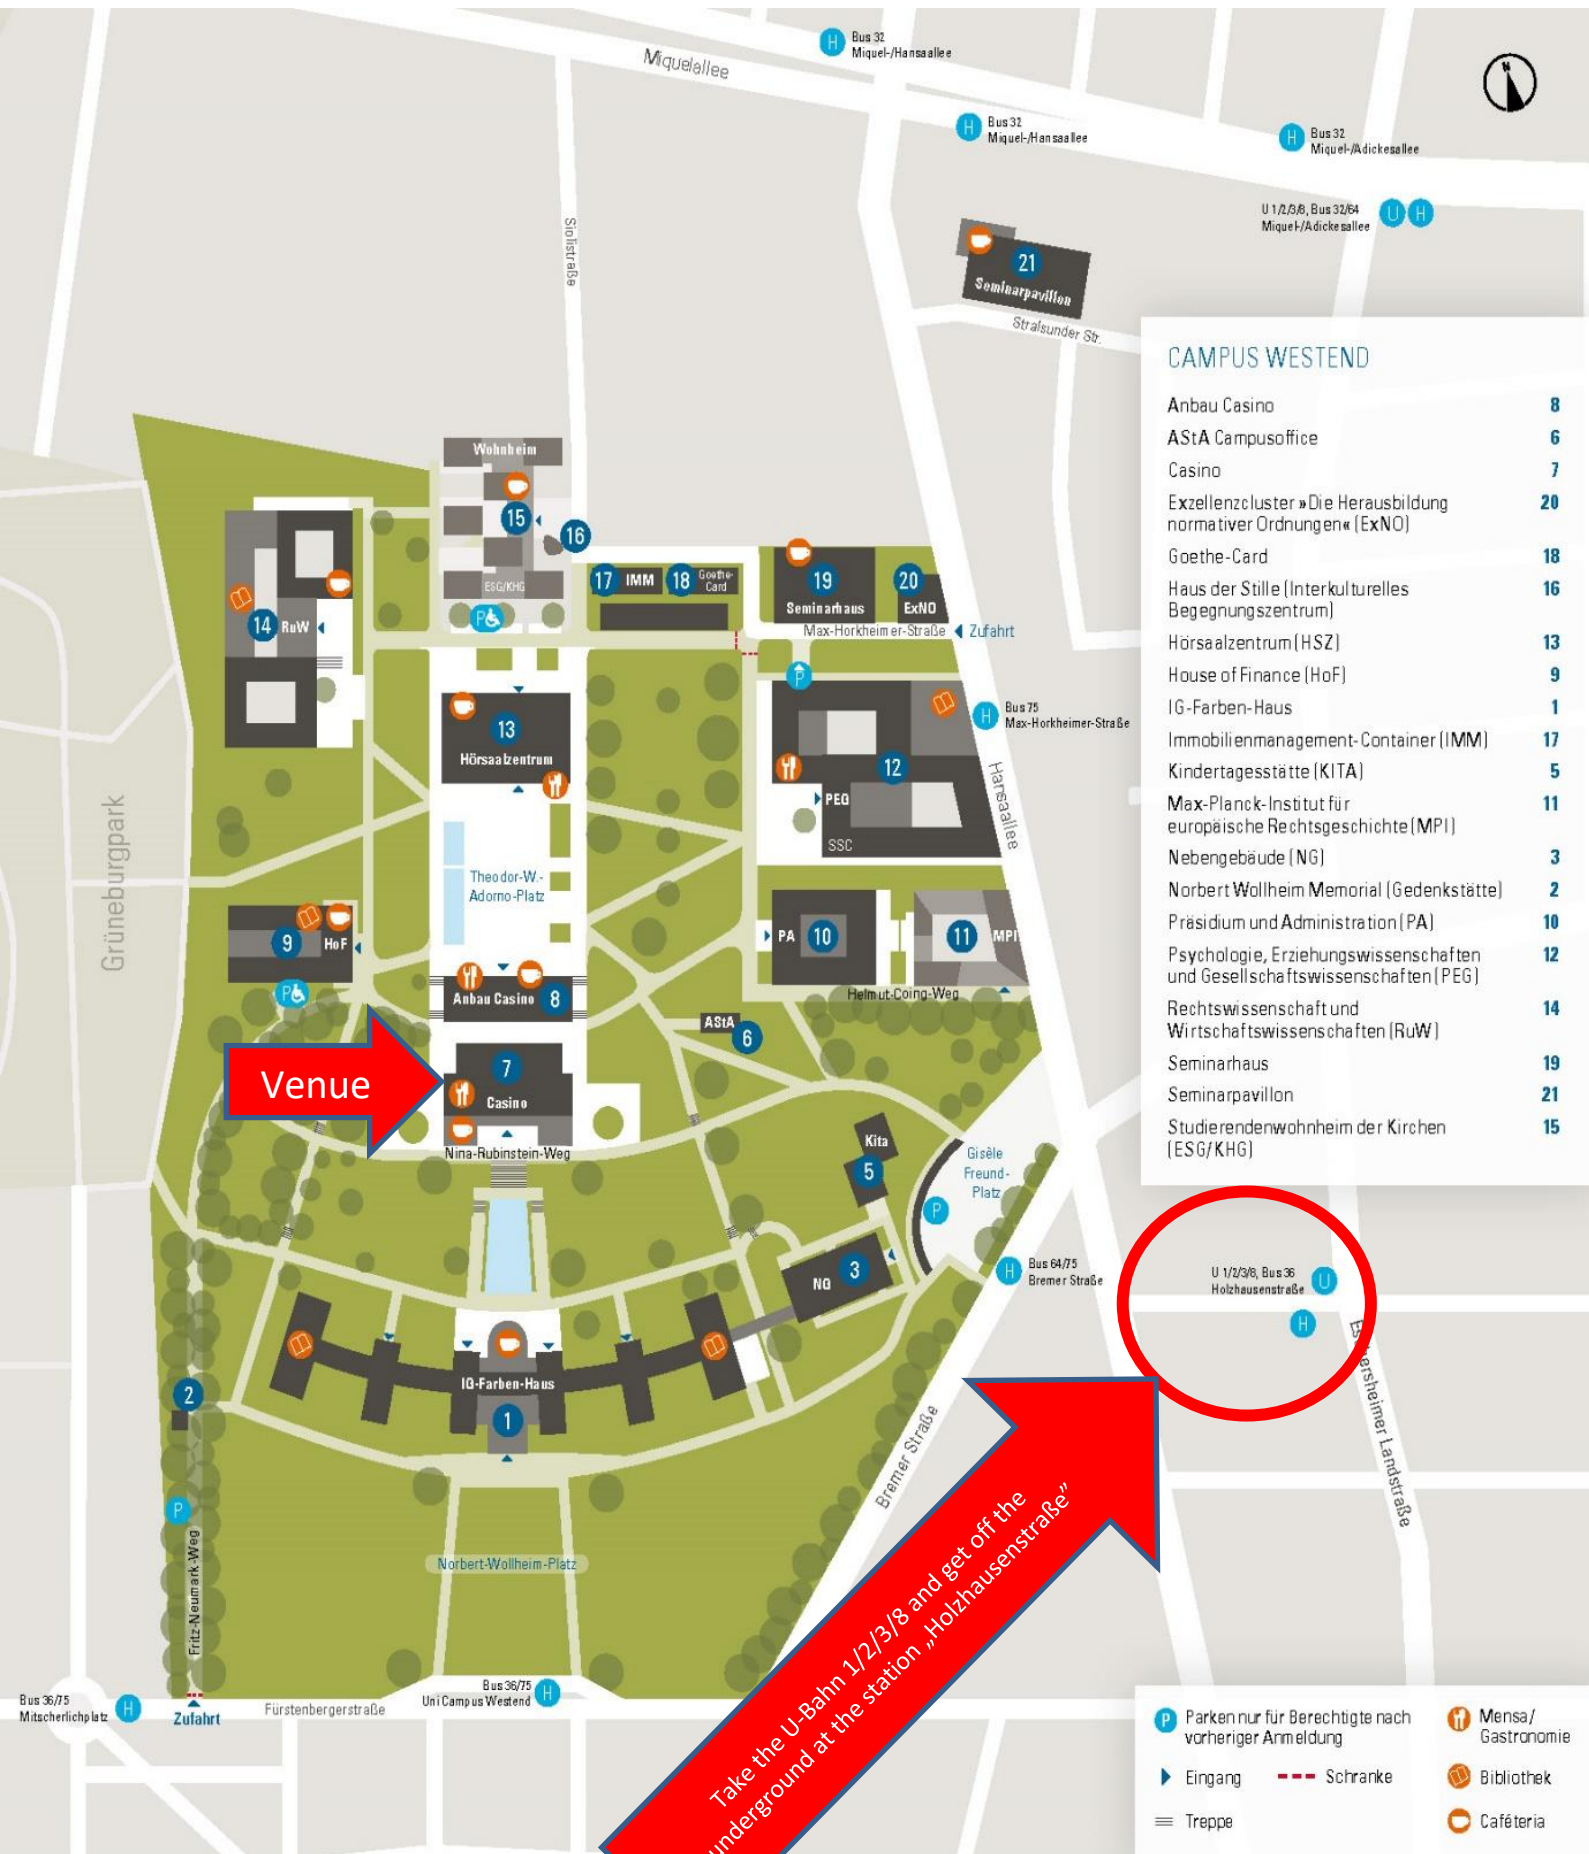 Bus 32
Miquel-/Hansaallee
Miquelallee
N
H
Bus 32
Miquel-/Hansaallee
H
Bus 32
Miquel-/Adickesallee
H
U 1/2/3/8, Bus 32/64
Miquel-/Adickesallee
U H
Siolistraße
21
Seminarpavillon
Stralsunder Str.
CAMPUS WESTEND
Anbau Casino 8
AStA Campusoffice 6
Casino 7
Exzellenzcluster »Die Herausbildung
normativer Ordnungen« (ExNO) 20
Goethe-Card 18
Haus der Stille (Interkulturelles
Begegnungszentrum) 16
Hörsaalzentrum (HSZ) 13
House of Finance (HoF) 9
IG-Farben-Haus 1
Immobilienmanagement-Container (IMM) 17
Kindertagesstätte (KITA) 5
Max-Planck-Institut für
europäische Rechtsgeschichte (MPI) 11
Nebengebäude (NG) 3
Norbert Wollheim Memorial (Gedenkstätte) 2
Präsidium und Administration (PA) 10
Psychologie, Erziehungswissenschaften
und Gesellschaftswissenschaften (PEG) 12
Rechtswissenschaft und
Wirtschaftswissenschaften (RuW) 14
Seminarhaus 19
Seminarpavillon 21
Studierendenwohnheim der Kirchen
(ESG/KHG) 15
Wohnheim
15
16
ESG/KHG
P
17 IMM
18 Goethe-
Card
19
Seminarhaus
20
ExNO
Max-Horkheimer-Straße
Zufahrt
14 RuW
13
Hörsaalzentrum
P
H
Bus 75
Max-Horkheimer-Straße
12
PEG
SSC
Hansaallee
Grüneburgpark
Theodor-W.-
Adorno-Platz
9 HoF
P
PA 10
11 MPI
Helmut-Coing-Weg
Anbau Casino 8
AStA
6
Venue
7
Casino
Nina-Rubinstein-Weg
Kita
5
Gisèle
Freund-
Platz
P
NG 3
H
Bus 64/75
Bremer Straße
U 1/2/3/8, Bus 36
Holzhausenstraße
U
H
Eschersheimer Landstraße
IG-Farben-Haus
1
2
Bremer Straße
P
Fritz-Neumark-Weg
Norbert-Wollheim-Platz
Take the U-Bahn 1/2/3/8 and get off the
underground at the station „Holzhausenstraße"
Bus 36/75
Mitscherlichplatz
H
Zufahrt
Fürstenbergerstraße
Bus 36/75
Uni Campus Westend
H
P Parken nur für Berechtigte nach
vorheriger Anmeldung
Eingang
Schranke
Treppe
Mensa/
Gastronomie
Bibliothek
Caféteria